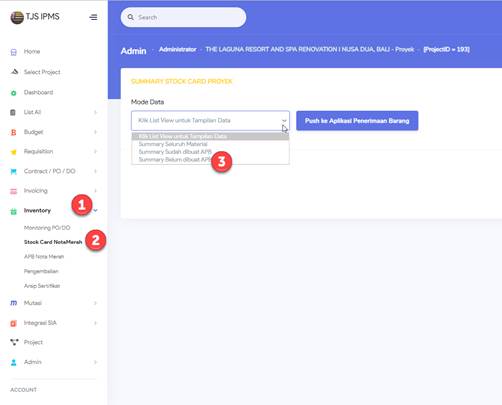 TJS IPMS
Search
Home
Select Project
Dashboard
List All
Budget
Requisition
Contract / PO / DO
Invoicing
Inventory
1
Monitoring PO/DO
Stock Card NotaMerah
2
APB Nota Merah
Pengembalian
Arsip Sertifikat
Mutasi
Integrasi SIA
Project
Admin
ACCOUNT
Admin - Administrator - THE LAGUNA RESORT AND SPA RENOVATION I NUSA DUA, BALI - Proyek - [ProjectID = 193]
SUMMARY STOCK CARD PROYEK
Mode Data
Klik List View untuk Tampilan Data
Push ke Aplikasi Penerimaan Barang
Klik List View untuk Tampilan Data
Summary Seluruh Material
Summary Sudah dibuat APB
Summary Belum dibuat APB
3